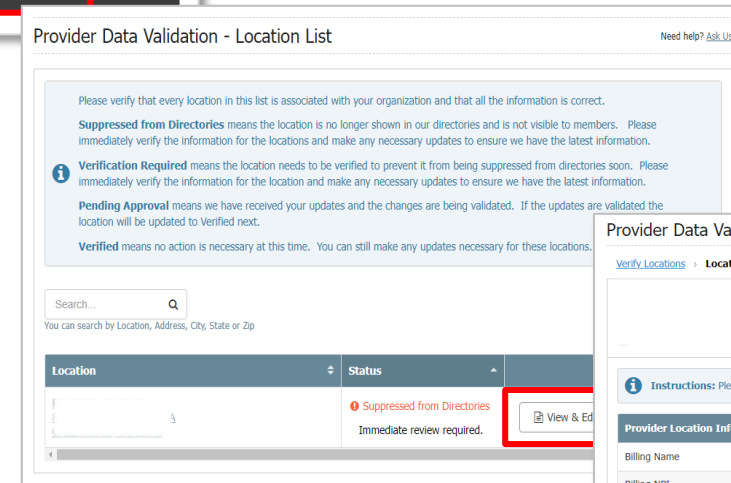 Provider Data Validation - Location List
Need help? Ask Us
Please verify that every location in this list is associated with your organization and that all the information is correct.
Suppressed from Directories means the location is no longer shown in our directories and is not visible to members. Please
immediately verify the information for the locations and make any necessary updates to ensure we have the latest information.
Verification Required means the location needs to be verified to prevent it from being suppressed from directories soon. Please
immediately verify the information for the location and make any necessary updates to ensure we have the latest information.
Pending Approval means we have received your updates and the changes are being validated. If the updates are validated the
location will be updated to Verified next.
Verified means no action is necessary at this time. You can still make any updates necessary for these locations.
Search...
You can search by Location, Address, City, State or Zip
Location Status
Suppressed from Directories
Immediate review required.
View & Ed
Provider Data Va
Verify Locations › Locat
Instructions: Ple
Provider Location Inf
Billing Name